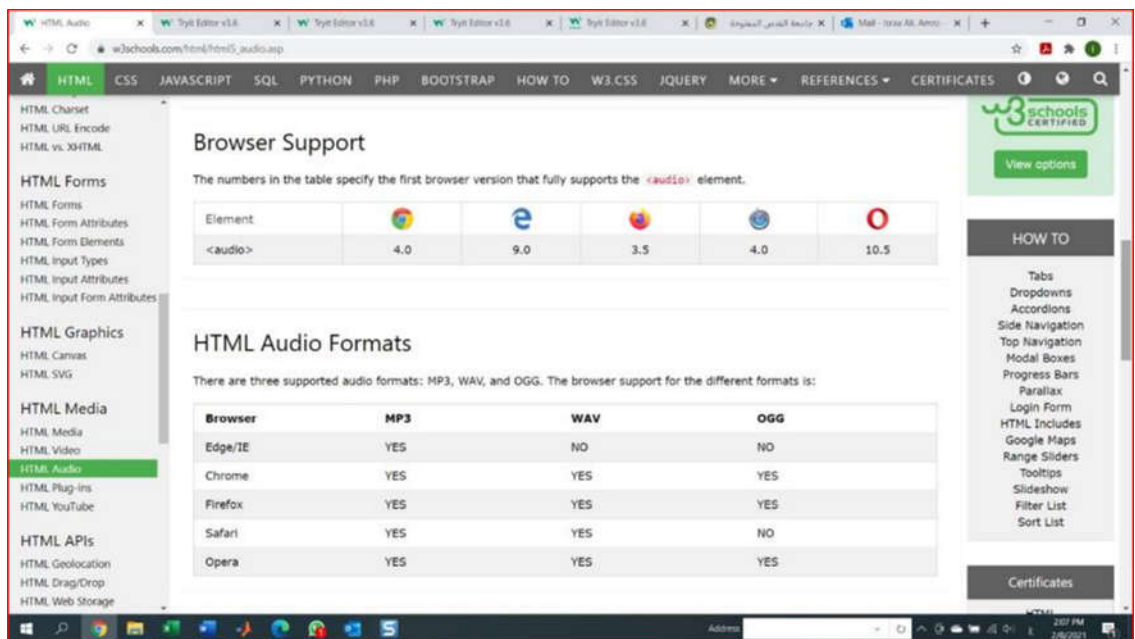 HTML Audio
Tryit Editor v3.6
Tryit Editor v3.6
Tryit Editor v3.6
Tryit Editor v3.6
جامعة القدس المفتوحة
w3schools.com/html/html5_audio.asp
HTML CSS JAVASCRIPT SQL PYTHON PHP BOOTSTRAP HOW TO W3.CSS JQUERY MORE REFERENCES CERTIFICATES
HTML Charset
HTML URL Encode
HTML vs. XHTML
HTML Forms
HTML Forms
HTML Form Attributes
HTML Form Elements
HTML Input Types
HTML Input Attributes
HTML Input Form Attributes
HTML Graphics
HTML Canvas
HTML SVG
HTML Media
HTML Media
HTML Video
HTML Audio
HTML Plug-ins
HTML YouTube
HTML APIs
HTML Geolocation
HTML Drag/Drop
HTML Web Storage
Browser Support
The numbers in the table specify the first browser version that fully supports the <audio> element.
Element
<audio> 4.0 9.0 3.5 4.0 10.5
HTML Audio Formats
There are three supported audio formats: MP3, WAV, and OGG. The browser support for the different formats is:
Browser MP3 WAV OGG
Edge/IE YES NO NO
Chrome YES YES YES
Firefox YES YES YES
Safari YES YES NO
Opera YES YES YES
w3schools
CERTIFIED
View options
HOW TO
Tabs
Dropdowns
Accordions
Side Navigation
Top Navigation
Modal Boxes
Progress Bars
Parallax
Login Form
HTML Includes
Google Maps
Range Sliders
Tooltips
Slideshow
Filter List
Sort List
Certificates
HTML
Address
2:07 PM
2/6/2021